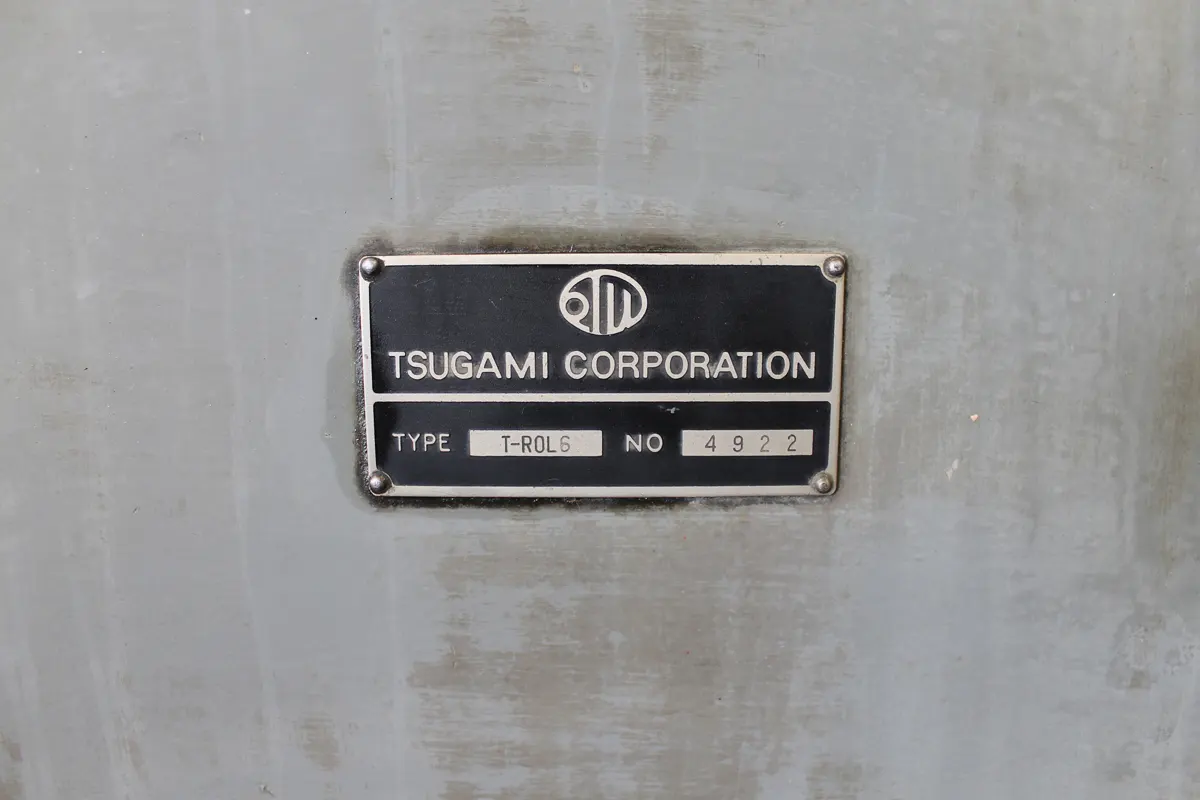 TSUGAMI CORPORATION
TYPE T-ROL6 NO 4922